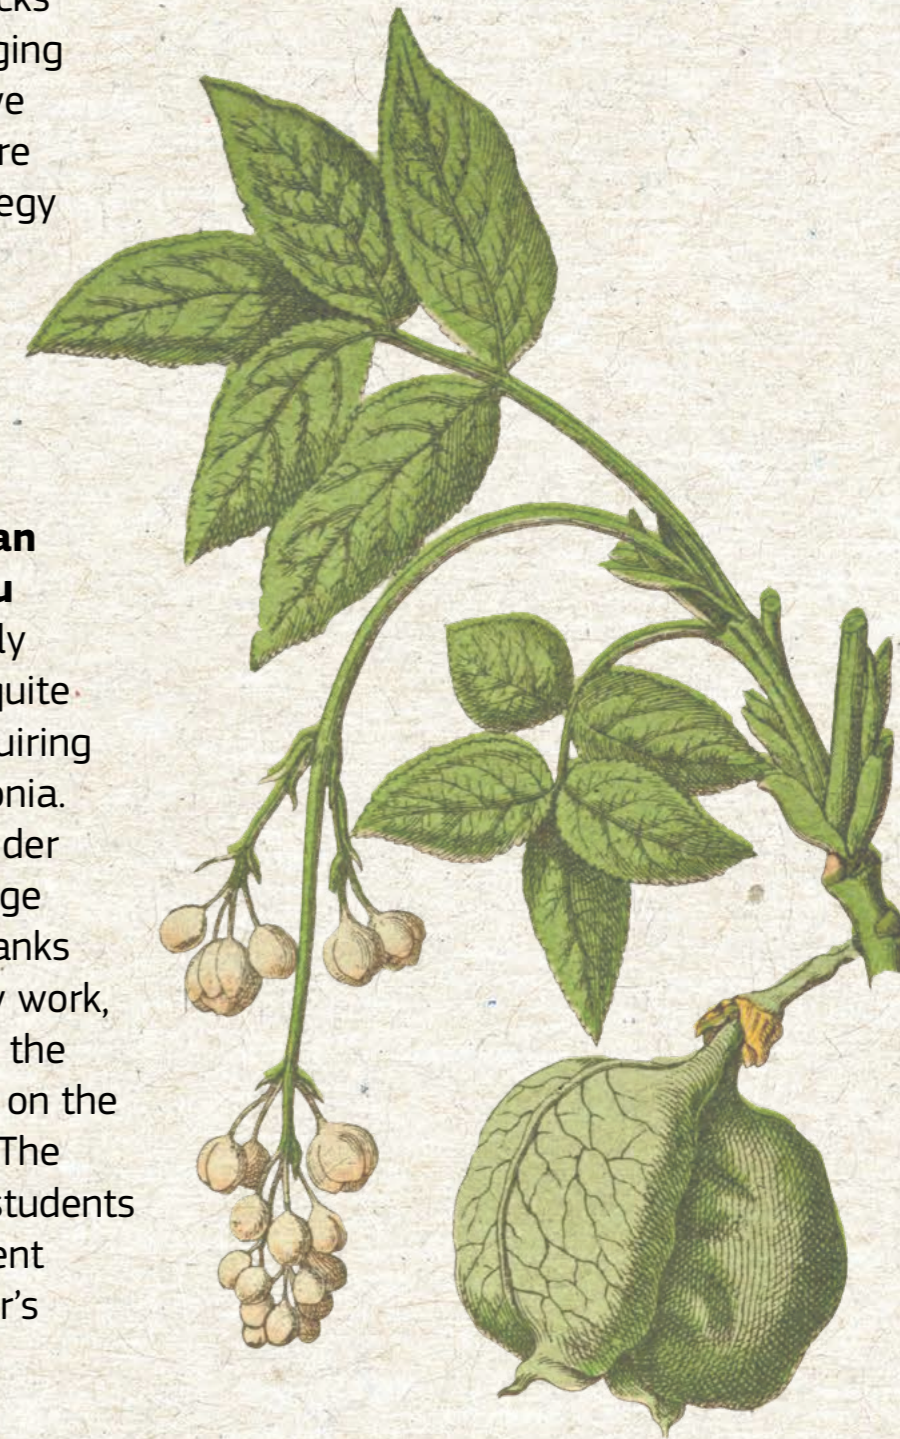 cks
ging
ve
re
egy
an
u
ly
quite
uiring
onia.
der
ge
anks
work,
the
on the
The
students
ent
r's